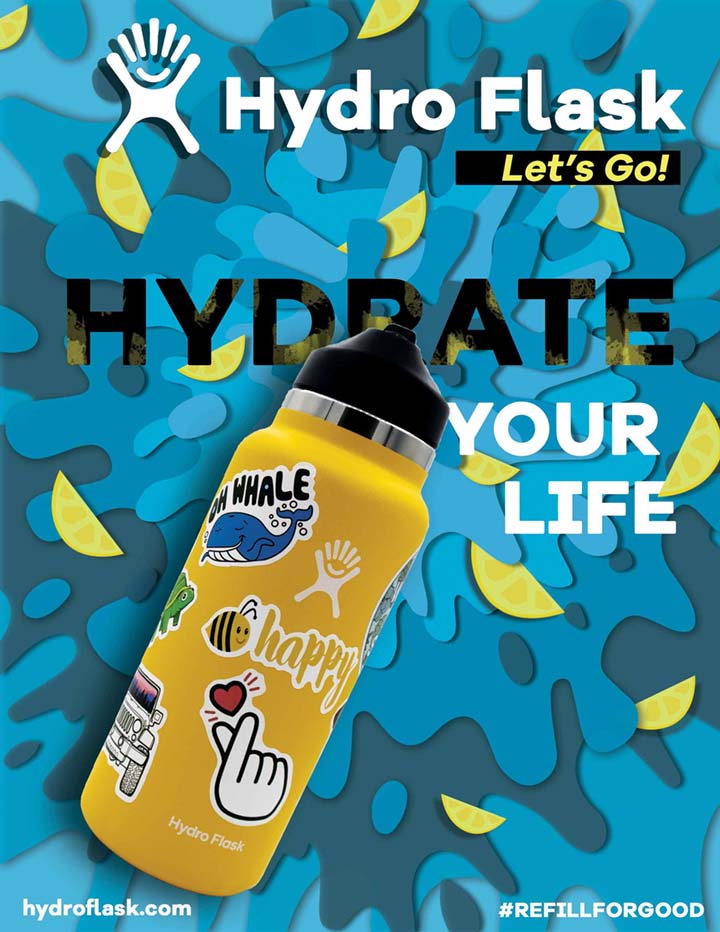 Hydro Flask
Let's Go!
HYDRATE
YOUR
LIFE
OH WHALE
happy
Hydro Flask
hydroflask.com
#REFILLFORGOOD